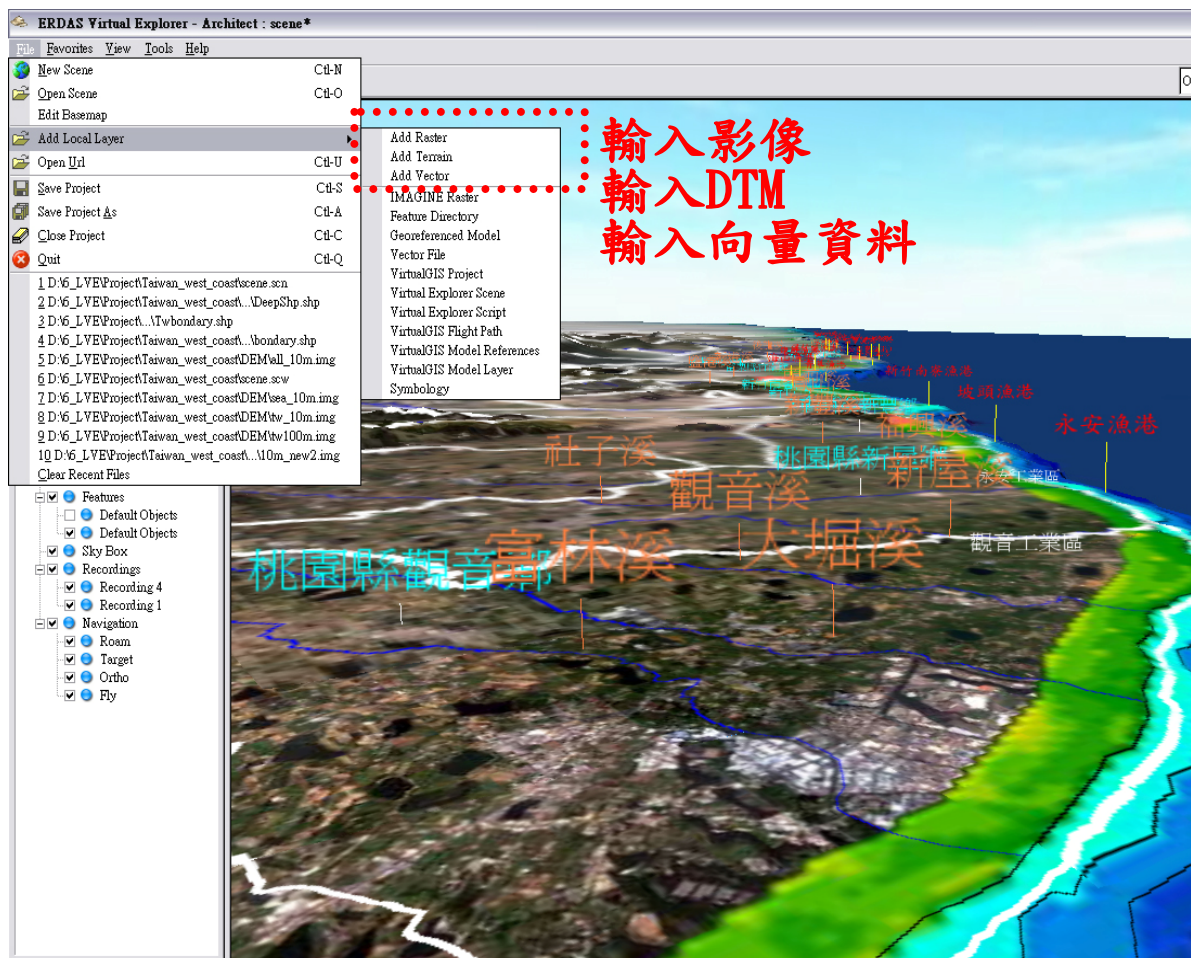 ERDAS Virtual Explorer - Architect : scene*
File Favorites View Tools Help
New Scene Ctl-N
Open Scene Ctl-O
Edit Basemap
Add Local Layer
Open Url Ctl-U
Save Project Ctl-S
Save Project As Ctl-A
Close Project Ctl-C
Quit Ctl-Q
1 D:\6_LVE\Project\Taiwan_west_coast\scene.scn
2 D:\6_LVE\Project\Taiwan_west_coast\...\DeepShp.shp
3 D:\6_LVE\Project\...\Twbondary.shp
4 D:\6_LVE\Project\Taiwan_west_coast\...\bondary.shp
5 D:\6_LVE\Project\Taiwan_west_coast\DEM\all_10m.img
6 D:\6_LVE\Project\Taiwan_west_coast\scene.scw
7 D:\6_LVE\Project\Taiwan_west_coast\DEM\sea_10m.img
8 D:\6_LVE\Project\Taiwan_west_coast\DEM\tw_10m.img
9 D:\6_LVE\Project\Taiwan_west_coast\DEM\tw100m.img
10 D:\6_LVE\Project\Taiwan_west_coast\...\10m_new2.img
Clear Recent Files
Add Raster
Add Terrain
Add Vector
IMAGINE Raster
Feature Directory
Georeferenced Model
Vector File
VirtualGIS Project
Virtual Explorer Scene
Virtual Explorer Script
VirtualGIS Flight Path
VirtualGIS Model References
VirtualGIS Model Layer
Symbology
輸入影像
輸入DTM
輸入向量資料
Features
Default Objects
Default Objects
Sky Box
Recordings
Recording 4
Recording 1
Navigation
Roam
Target
Ortho
Fly
新竹南寮漁港
坡頭漁港
永安漁港
福興溪
社子溪
桃園縣新屋鄉
新屋溪
永安工業區
觀音溪
觀音工業區
大堀溪
富林溪
桃園縣觀音鄉